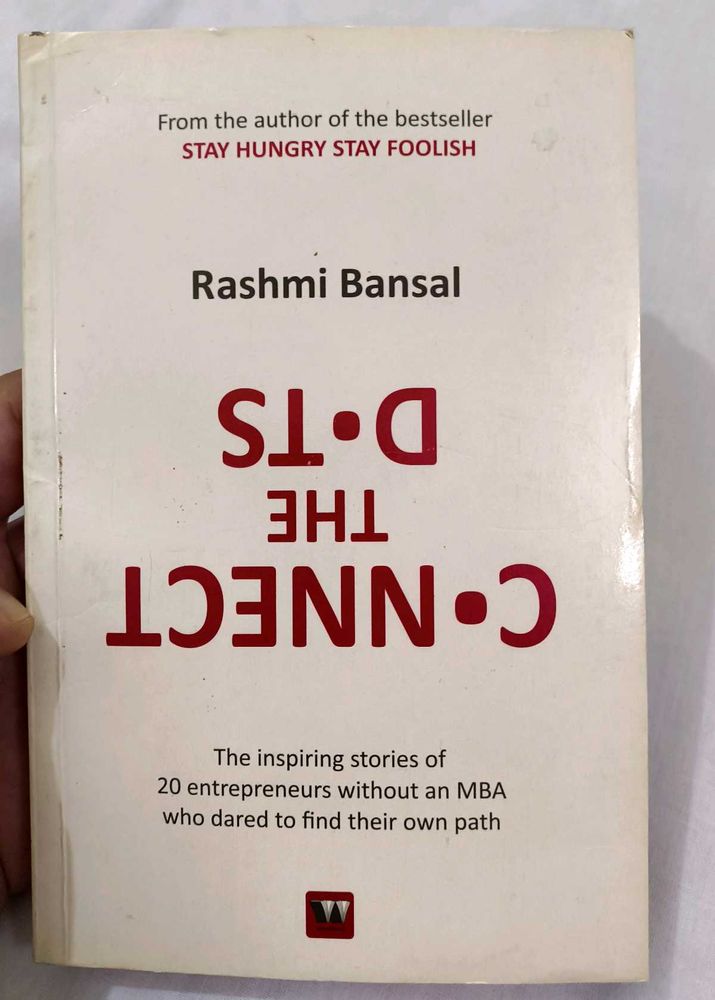 From the author of the bestseller
STAY HUNGRY STAY FOOLISH
Rashmi Bansal
C•NNECT
THE
D•TS
The inspiring stories of
20 entrepreneurs without an MBA
who dared to find their own path
W